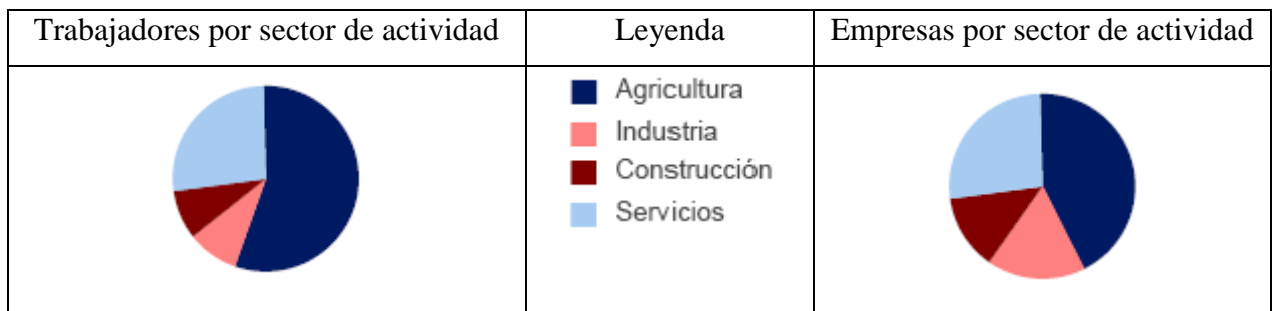 Trabajadores por sector de actividad
Leyenda
Empresas por sector de actividad
Agricultura
Industria
Construcción
Servicios